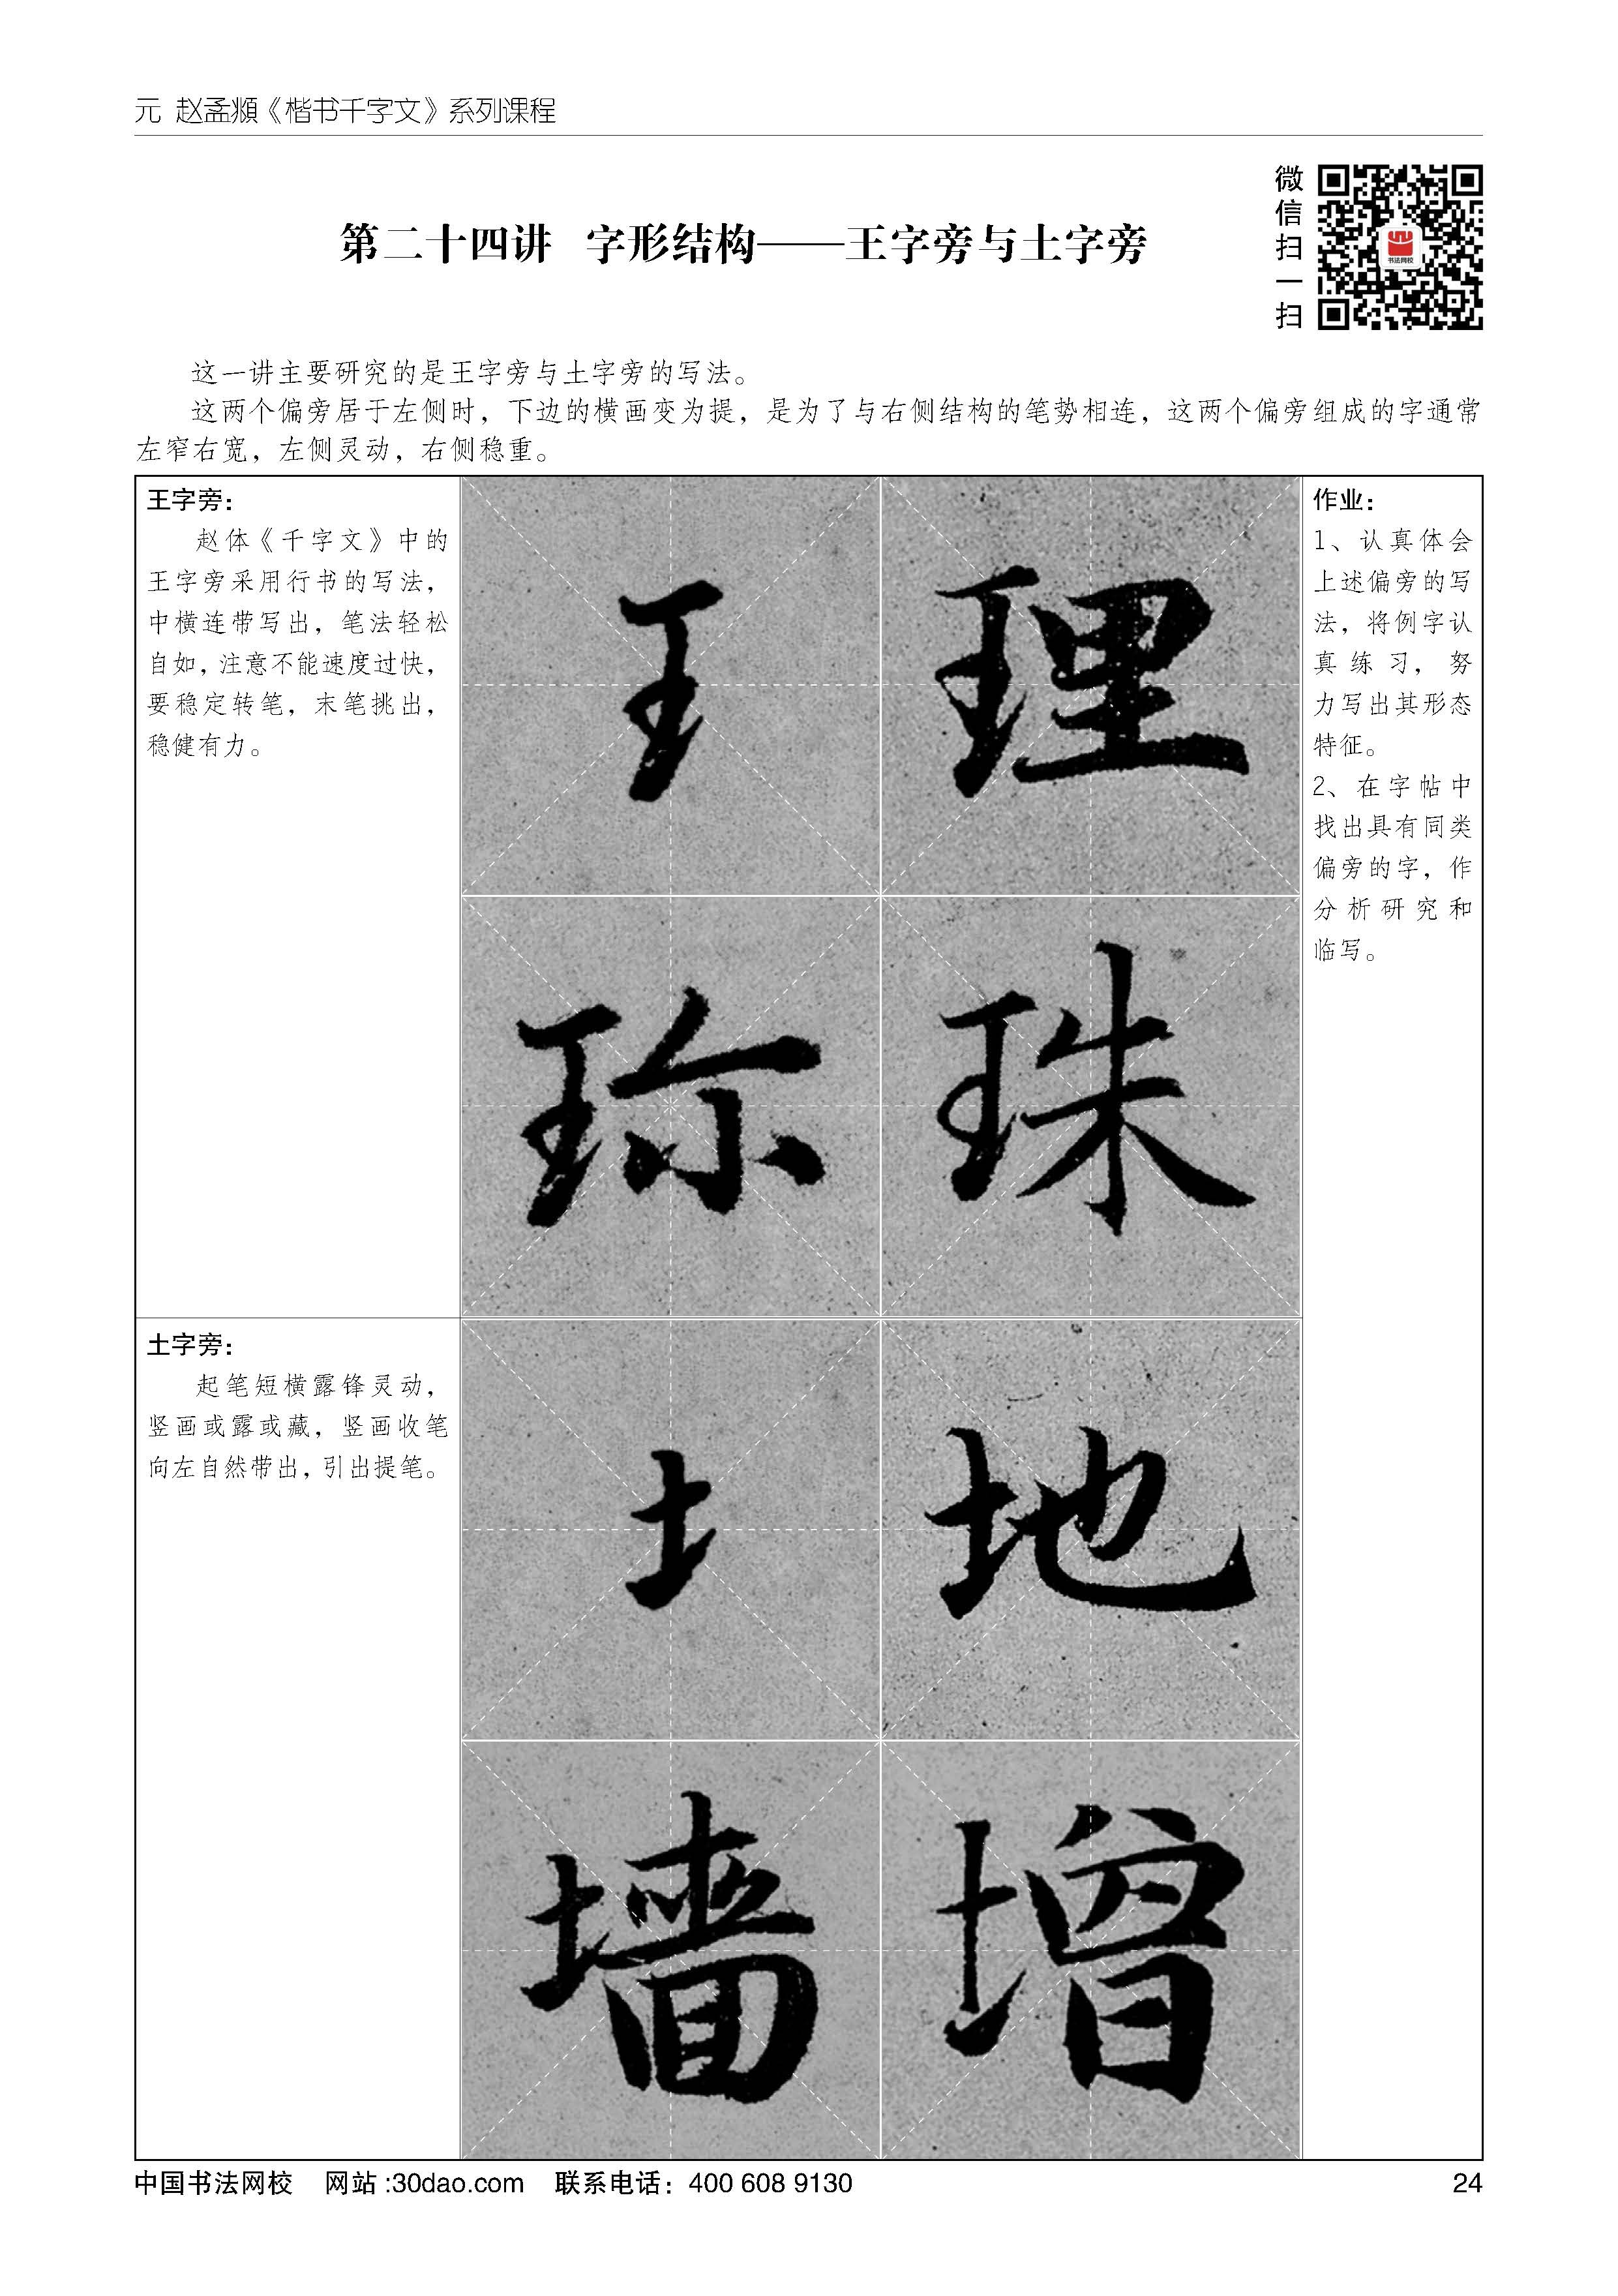 元 赵孟頫《楷书千字文》系列课程
微信扫一扫
书法网校
第二十四讲 字形结构——王字旁与土字旁
这一讲主要研究的是王字旁与土字旁的写法。
这两个偏旁居于左侧时，下边的横画变为提，是为了与右侧结构的笔势相连，这两个偏旁组成的字通常
左窄右宽，左侧灵动，右侧稳重。
王字旁：
赵体《千字文》中的
王字旁采用行书的写法，
中横连带写出，笔法轻松
自如，注意不能速度过快，
要稳定转笔，末笔挑出，
稳健有力。
王 理
珎 珠
土字旁：
起笔短横露锋灵动，
竖画或露或藏，竖画收笔
向左自然带出，引出提笔。
土 地
墙 增
作业：
1、认真体会
上述偏旁的写
法，将例字认
真练习，努
力写出其形态
特征。
2、在字帖中
找出具有同类
偏旁的字，作
分析研究和
临写。
中国书法网校 网站:30dao.com 联系电话：400 608 9130
24